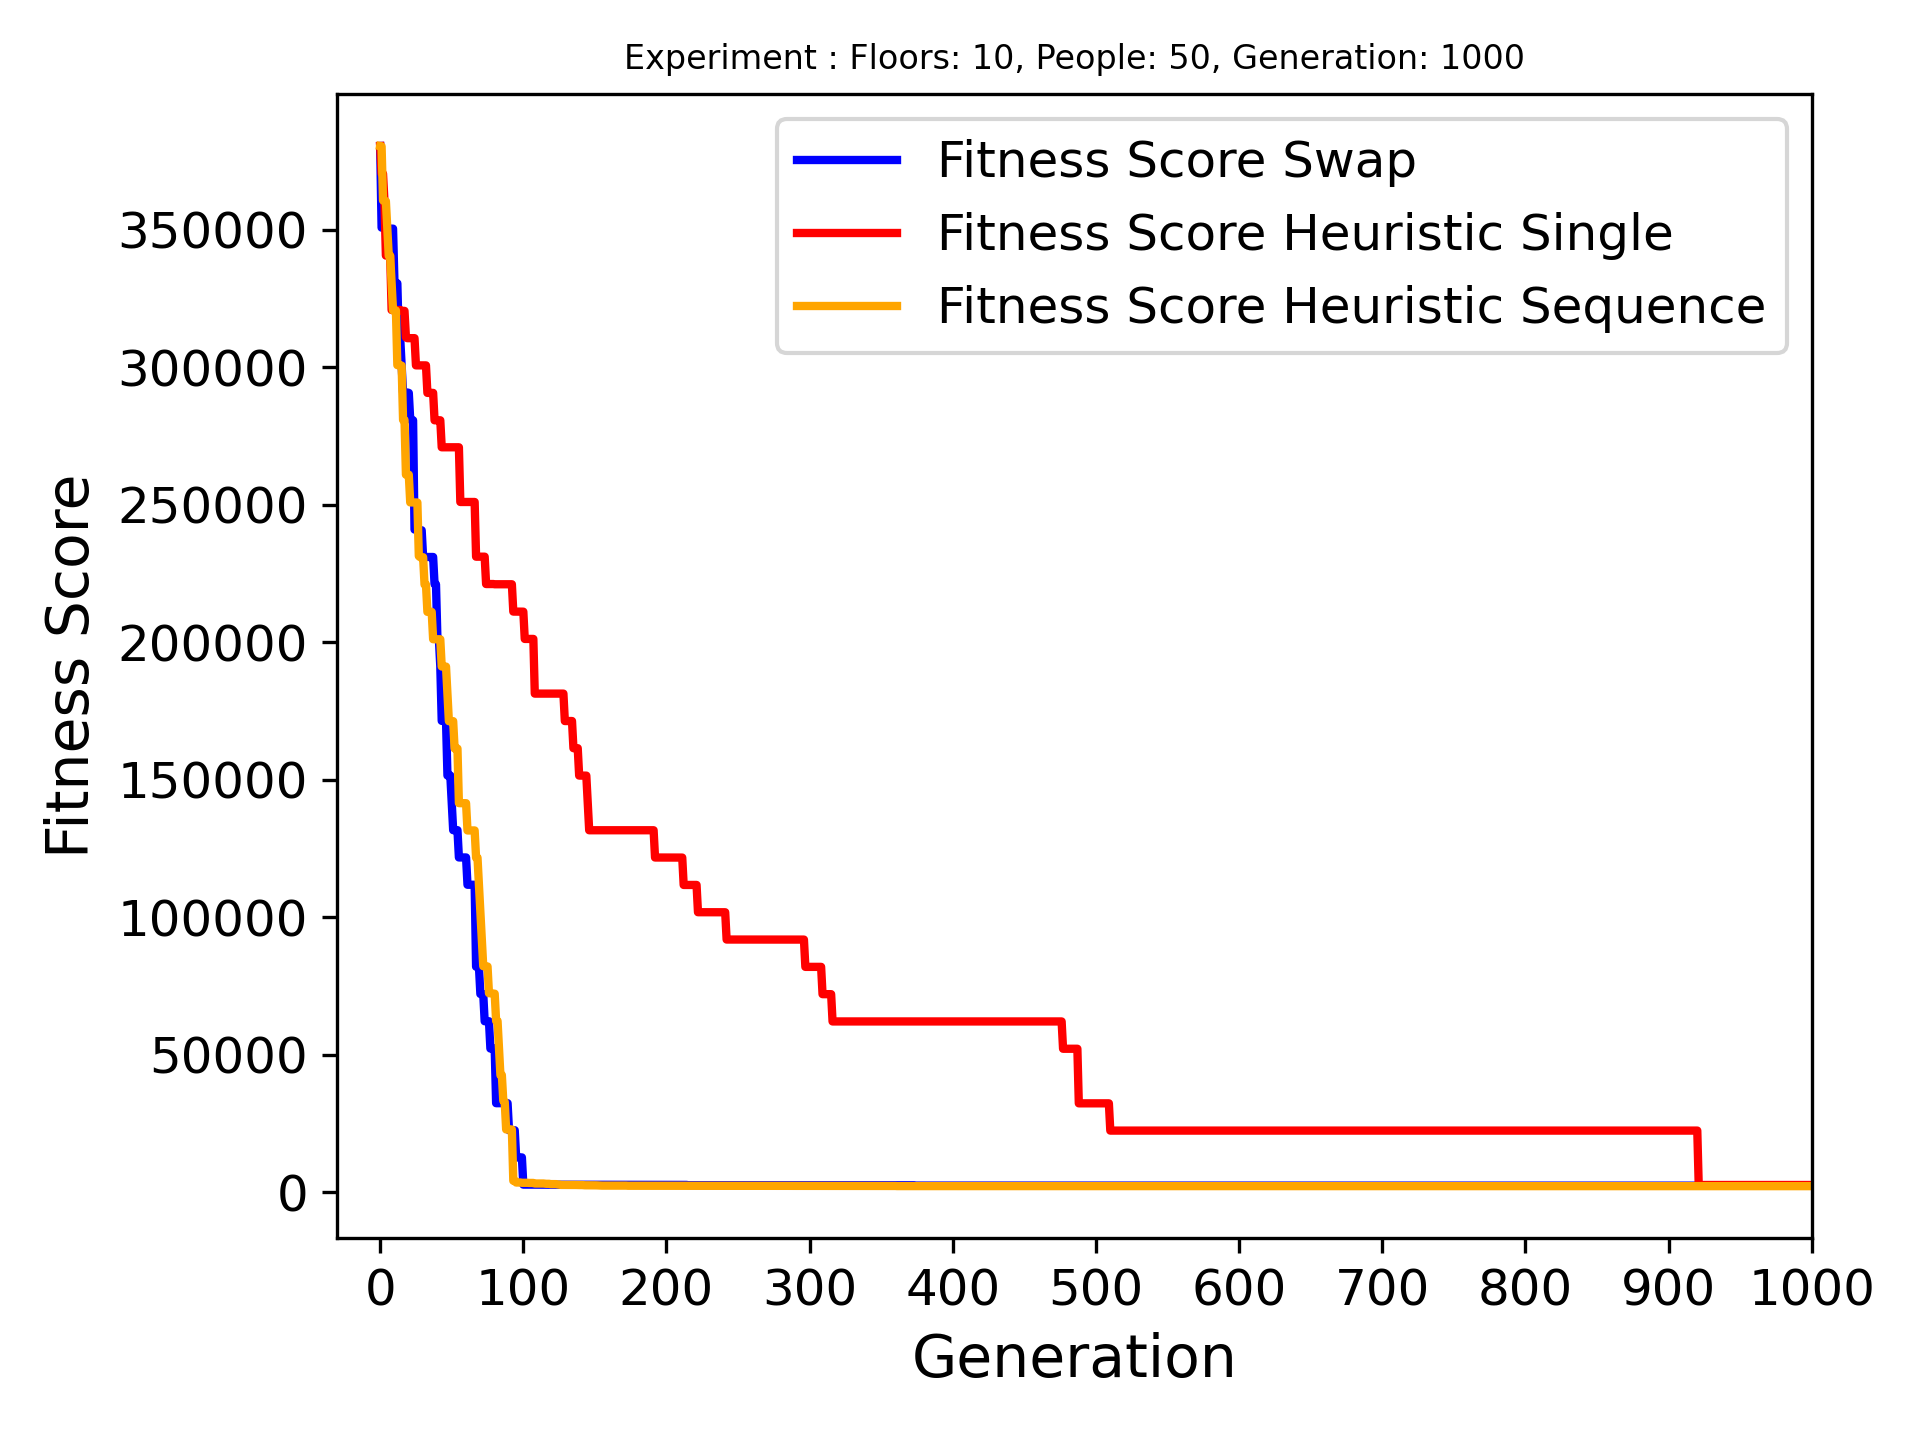 Experiment : Floors: 10, People: 50, Generation: 1000
Fitness Score Swap
Fitness Score Heuristic Single
Fitness Score Heuristic Sequence
Fitness Score
350000
300000
250000
200000
150000
100000
50000
0
0 100 200 300 400 500 600 700 800 900 1000
Generation